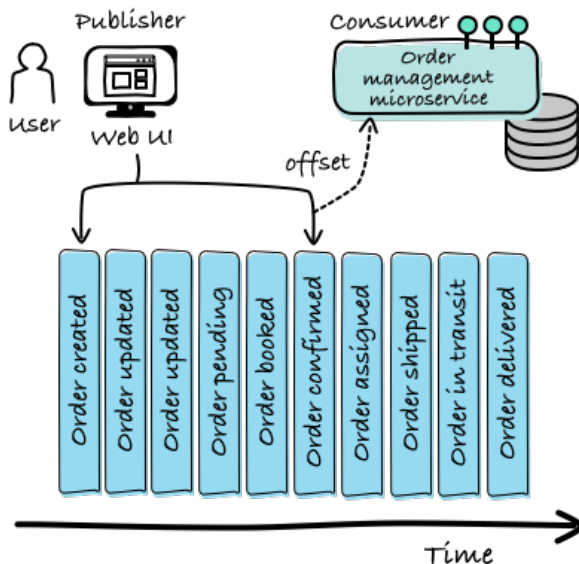 Publisher
Consumer
User
Web UI
Order
management
microservice
offset
Order created
Order updated
Order updated
Order pending
Order booked
Order confirmed
Order assigned
Order shipped
Order in transit
Order delivered
Time